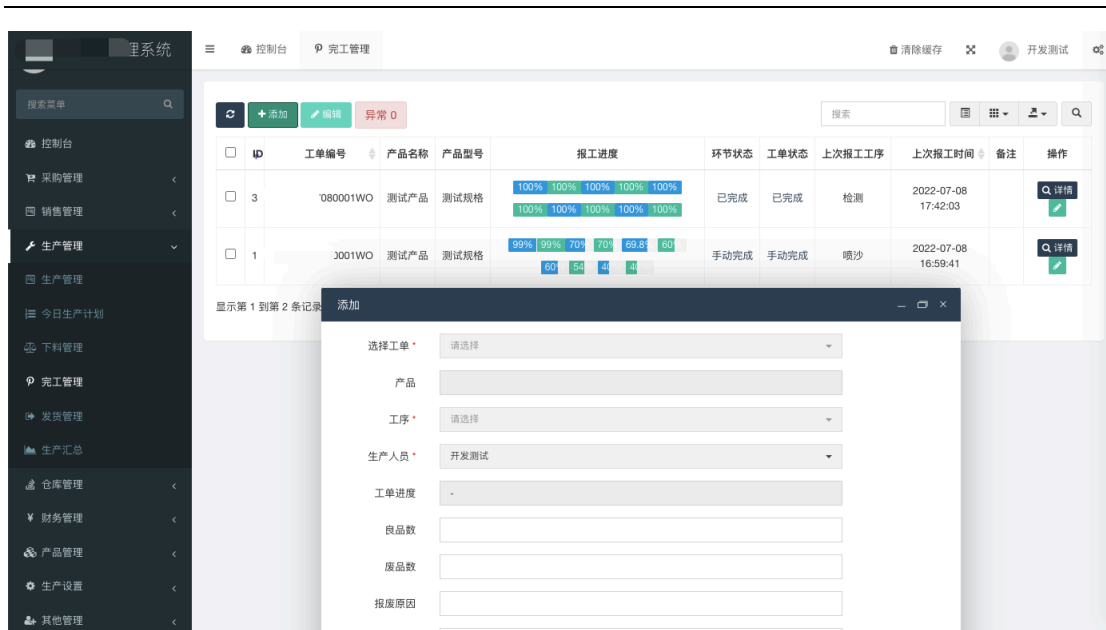 理系统
控制台
完工管理
清除缓存
开发测试
搜索菜单
添加
编辑
异常 0
搜索
控制台
采购管理
销售管理
生产管理
生产管理
今日生产计划
下料管理
完工管理
发货管理
生产汇总
仓库管理
财务管理
产品管理
生产设置
其他管理
ID 工单编号 产品名称 产品型号 报工进度 环节状态 工单状态 上次报工工序 上次报工时间 备注 操作
3 080001WO 测试产品 测试规格 100% 100% 100% 100% 100% 已完成 已完成 检测 2022-07-08 详情
100% 100% 100% 100% 100% 17:42:03
1 0001WO 测试产品 测试规格 99% 99% 70% 70% 69.8% 60 手动完成 手动完成 喷沙 2022-07-08 详情
60 54 40 40 16:59:41
显示第 1 到第 2 条记录
添加
选择工单 * 请选择
产品
工序 * 请选择
生产人员 * 开发测试
工单进度 -
良品数
废品数
报废原因